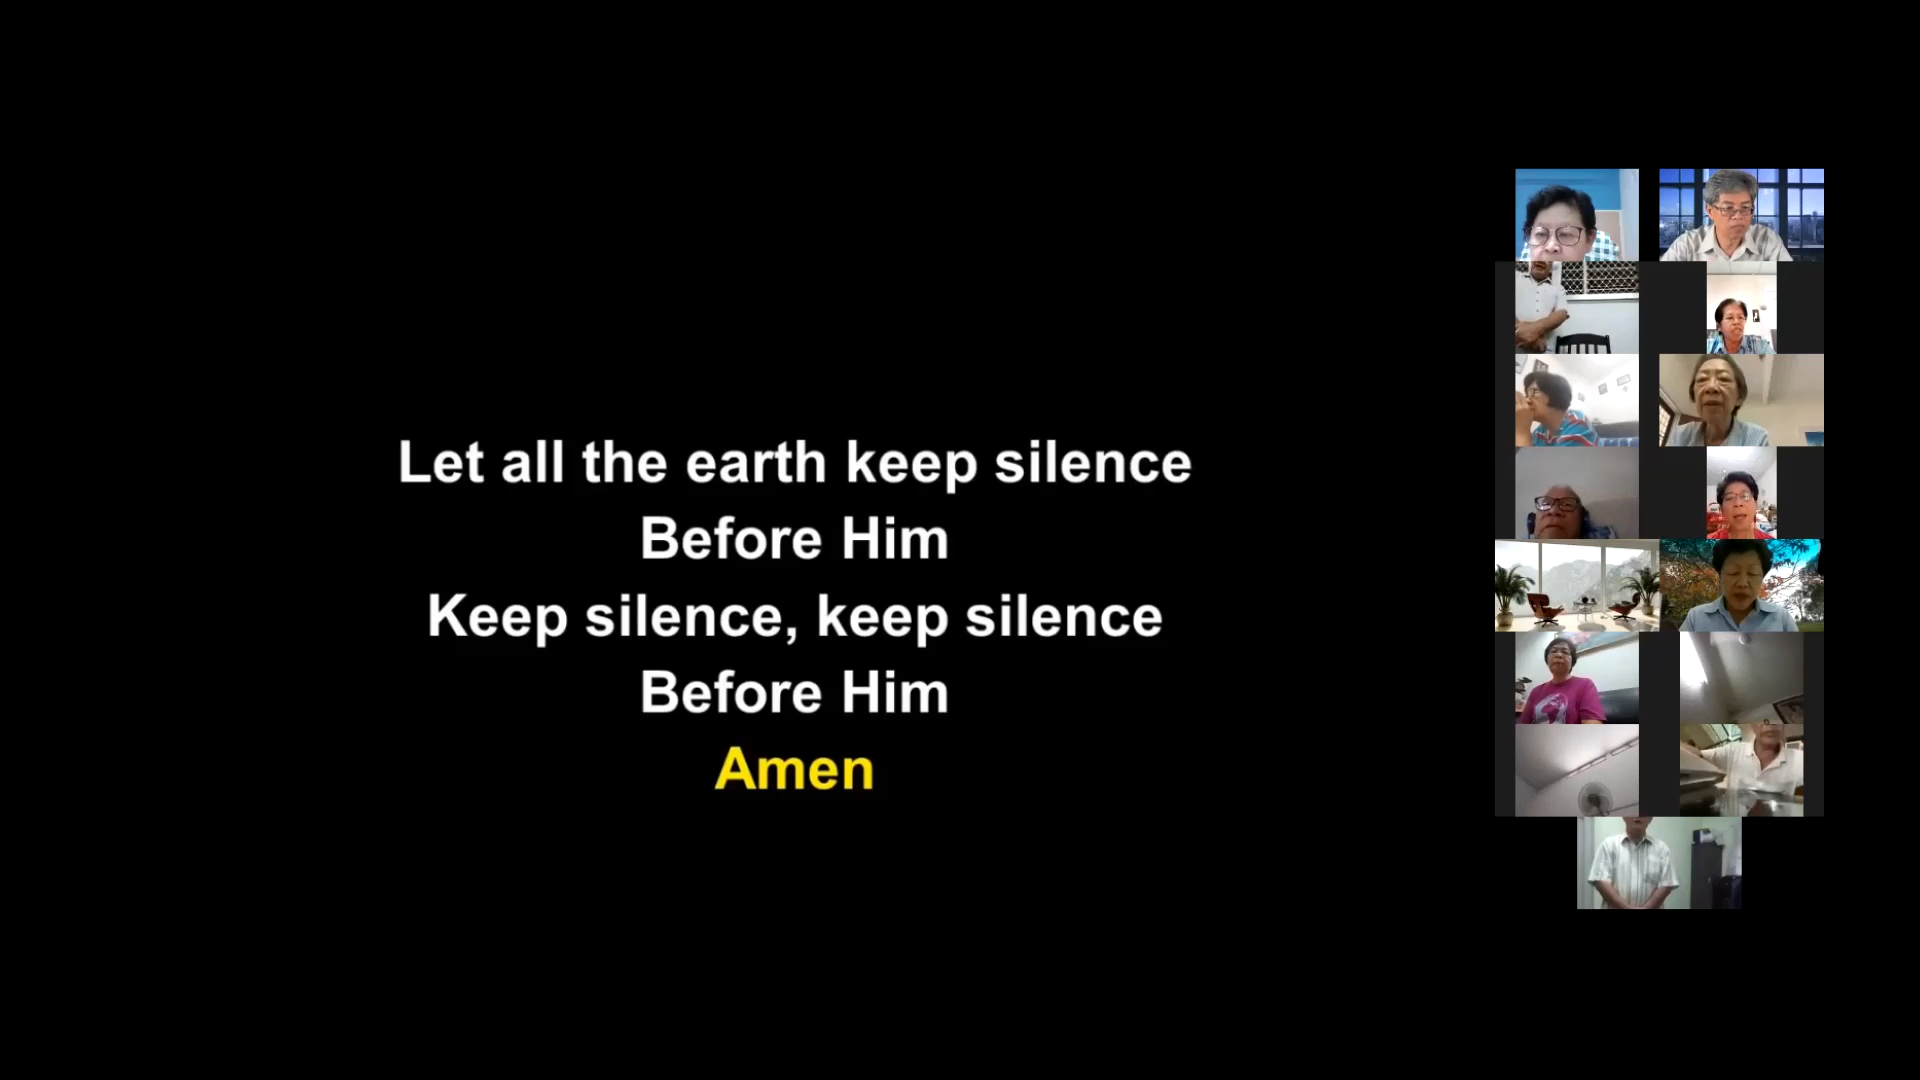 Let all the earth keep silence
Before Him
Keep silence, keep silence
Before Him
Amen